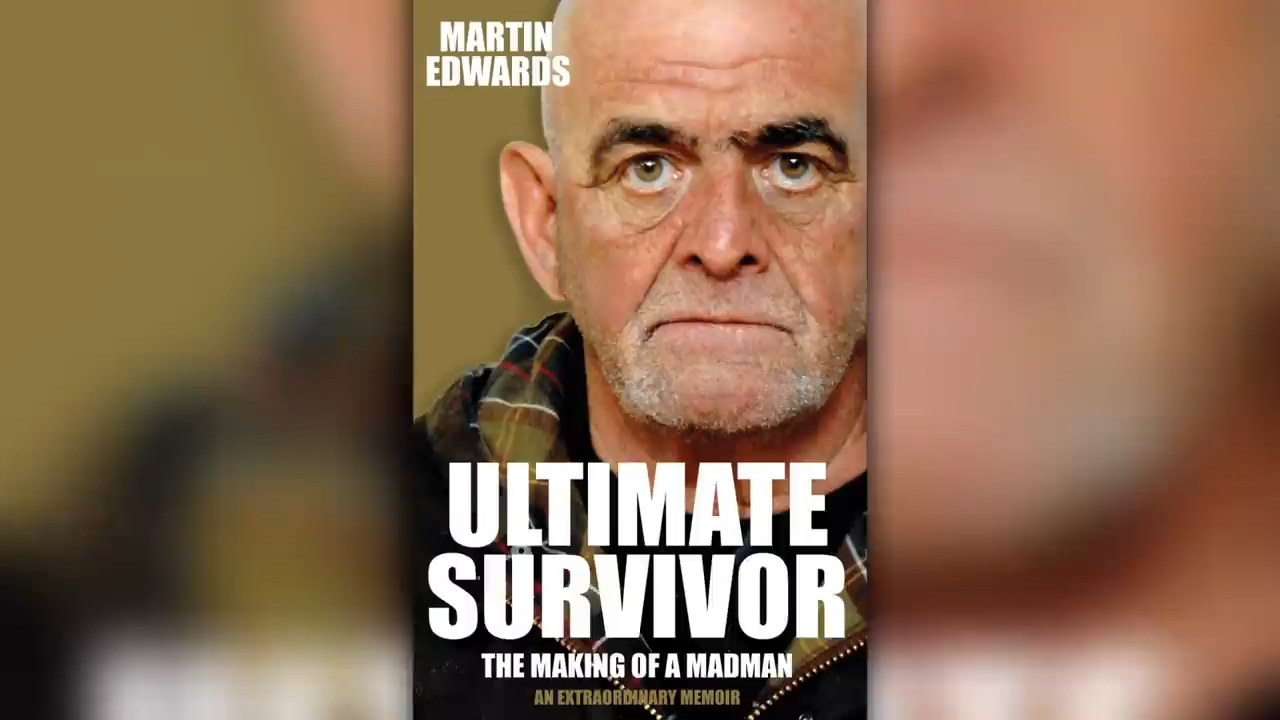 MARTIN
EDWARDS
ULTIMATE
SURVIVOR
THE MAKING OF A MADMAN
AN EXTRAORDINARY MEMOIR